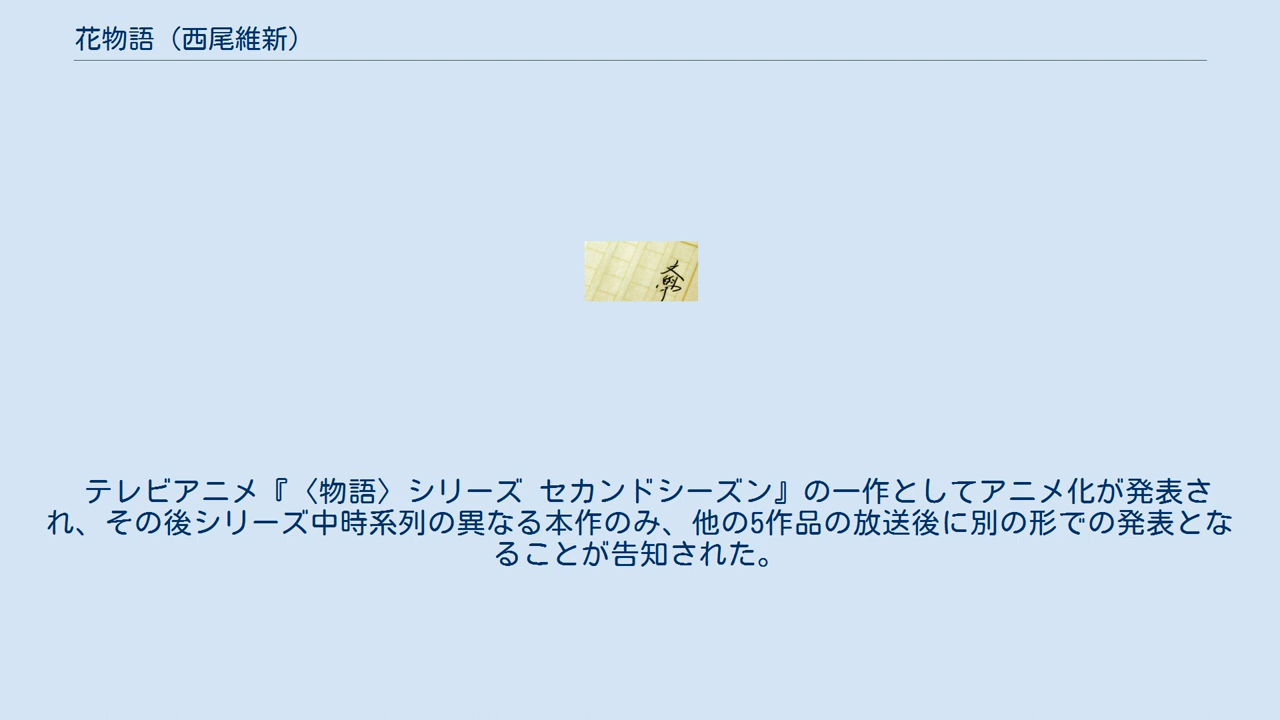 花物語（西尾維新）
テレビアニメ『〈物語〉シリーズ セカンドシーズン』の一作としてアニメ化が発表さ
れ、その後シリーズ中時系列の異なる本作のみ、他の5作品の放送後に別の形での発表とな
ることが告知された。